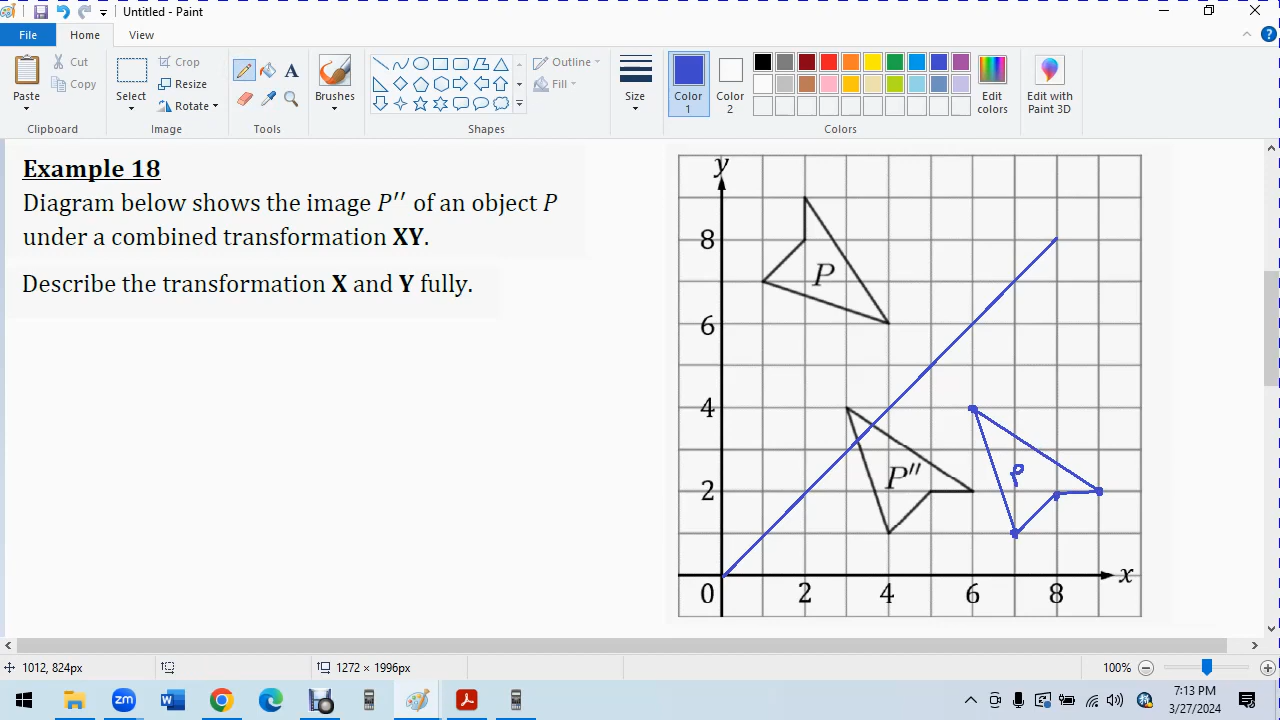 Untitled - Paint
File
Home
View
Paste
Cut
Copy
Clipboard
Select
Crop
Resize
Rotate
Image
A
Tools
Brushes
Shapes
Outline
Fill
Size
Color 1
Color 2
Edit colors
Edit with Paint 3D
Colors
Example 18
Diagram below shows the image P″ of an object P
under a combined transformation XY.
Describe the transformation X and Y fully.
y
8
P
6
4
P″
P
2
x
0 2 4 6 8
1012, 824px
1272 × 1996px
100%
zm
W
7:13 PM
3/27/2024